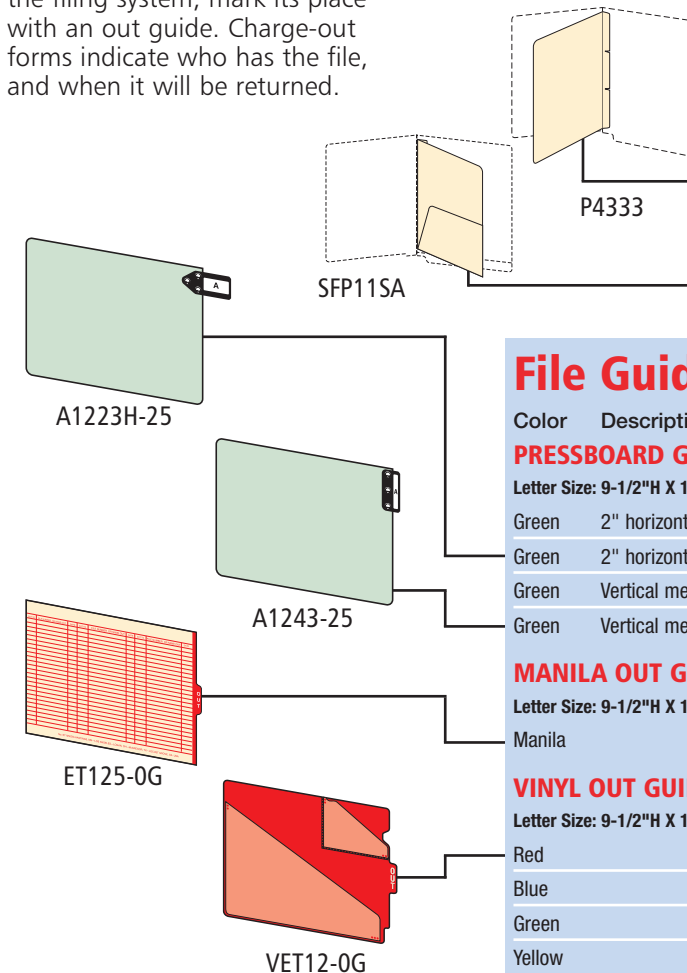 the filing system, mark its place
with an out guide. Charge-out
forms indicate who has the file,
and when it will be returned.
P4333
SFP11SA
A
A1223H-25
A
A1243-25
OUT
ET125-0G
OUT
VET12-0G
File Guid
Color Descripti
PRESSBOARD G
Letter Size: 9-1/2"H X 1
Green 2" horizont
Green 2" horizont
Green Vertical me
Green Vertical me
MANILA OUT G
Letter Size: 9-1/2"H X 1
Manila
VINYL OUT GUI
Letter Size: 9-1/2"H X 1
Red
Blue
Green
Yellow